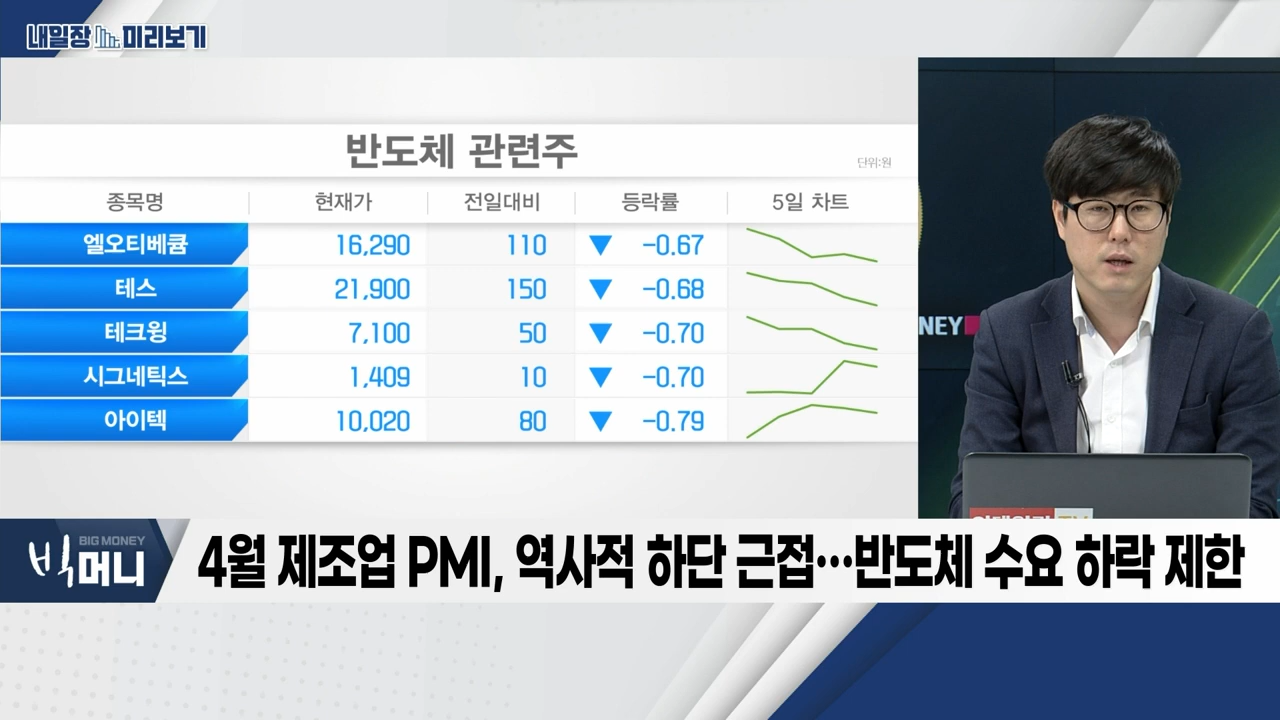 내일장 미리보기
반도체 관련주
단위:원
종목명 현재가 전일대비 등락률 5일 차트
엘오티베큠 16,290 110 ▼ -0.67
테스 21,900 150 ▼ -0.68
테크윙 7,100 50 ▼ -0.70
시그네틱스 1,409 10 ▼ -0.70
아이텍 10,020 80 ▼ -0.79
NEY
BIG MONEY
빅머니
4월 제조업 PMI, 역사적 하단 근접…반도체 수요 하락 제한